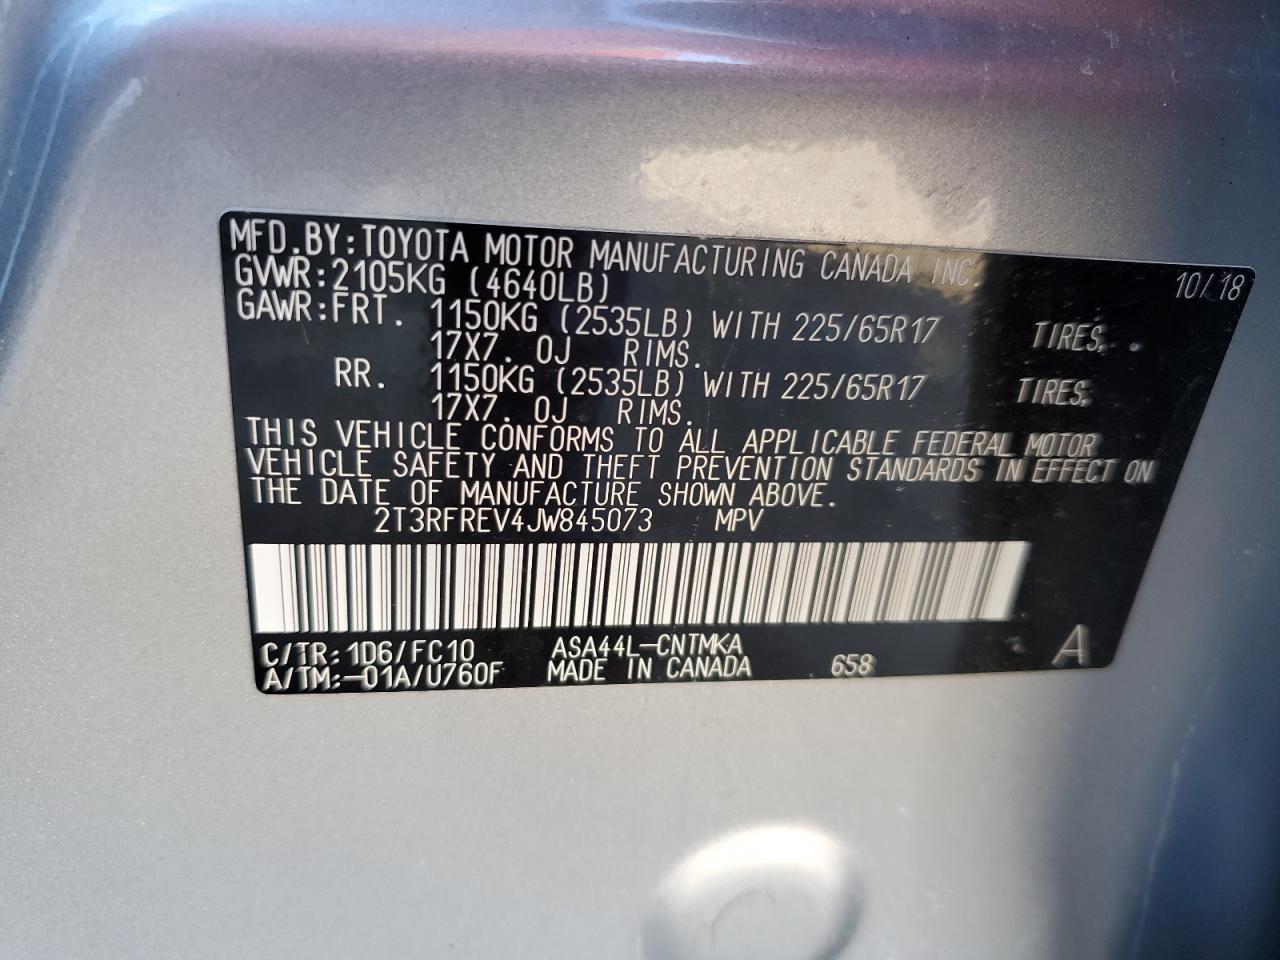 MFD.BY:TOYOTA MOTOR MANUFACTURING CANADA INC. 10/18
GVWR:2105KG (4640LB)
GAWR:FRT. 1150KG (2535LB) WITH 225/65R17 TIRES,
17X7.0J RIMS.
RR. 1150KG (2535LB) WITH 225/65R17 TIRES,
17X7.0J RIMS.
THIS VEHICLE CONFORMS TO ALL APPLICABLE FEDERAL MOTOR
VEHICLE SAFETY AND THEFT PREVENTION STANDARDS IN EFFECT ON
THE DATE OF MANUFACTURE SHOWN ABOVE.
2T3RFREV4JW845073 MPV
C/TR:1D6/FC10 ASA44L-CNTMKA A
A/TM:-01A/U760F MADE IN CANADA 658